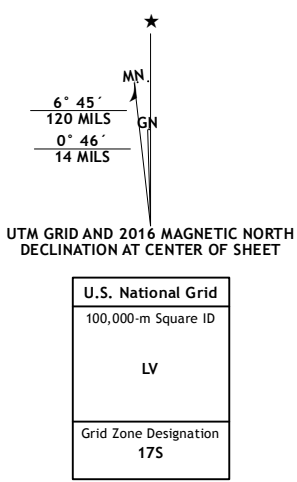 MN
6° 45´
120 MILS
GN
0° 46´
14 MILS
UTM GRID AND 2016 MAGNETIC NORTH
DECLINATION AT CENTER OF SHEET
U.S. National Grid
100,000-m Square ID
LV
Grid Zone Designation
17S